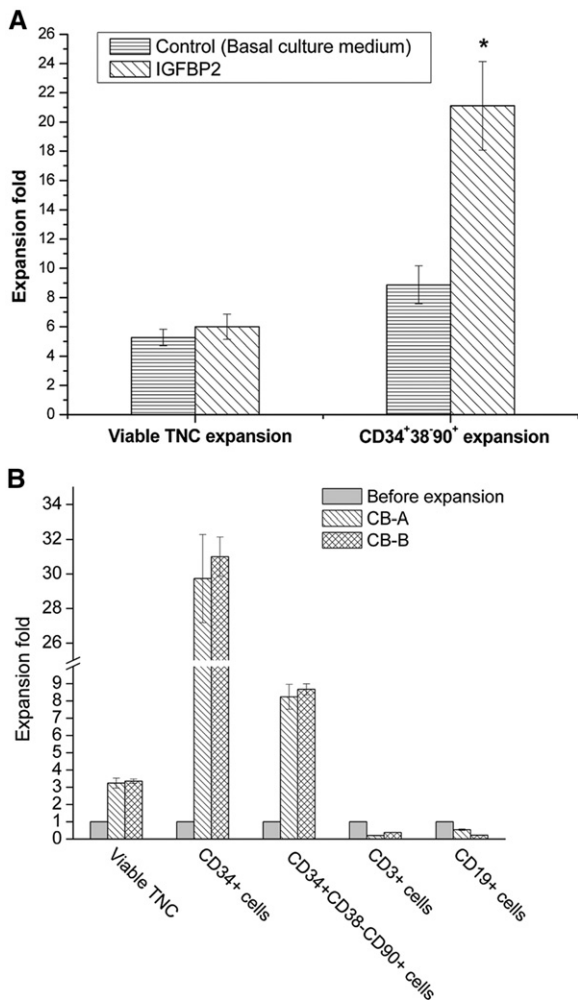 A
26
24
22
20
18
16
14
12
10
8
6
4
2
0
Expansion fold
Control (Basal culture medium)
IGFBP2
*
Viable TNC expansion
CD34+38-90+ expansion
B
34
32
30
28
26
9
8
7
6
5
4
3
2
1
0
Expansion fold
Before expansion
CB-A
CB-B
Viable TNC
CD34+ cells
CD34+CD38-CD90+ cells
CD3+ cells
CD19+ cells